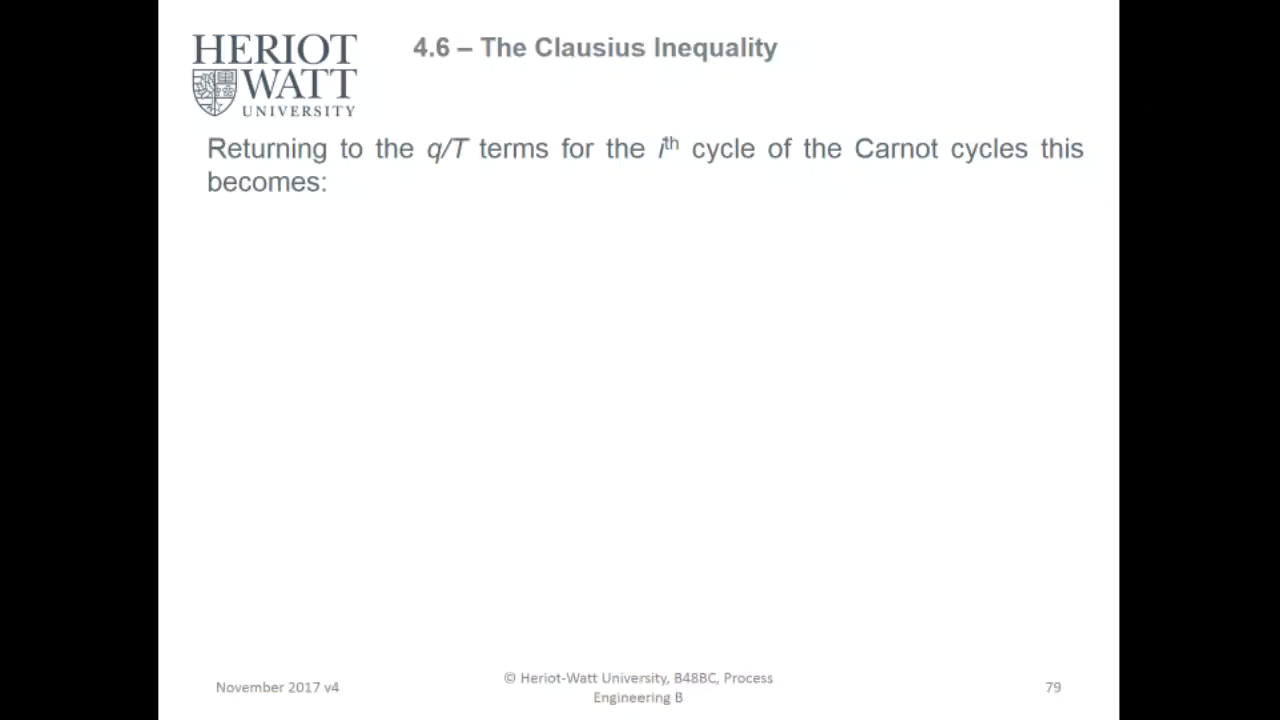 HERIOT
WATT
UNIVERSITY
4.6 – The Clausius Inequality
Returning to the q/T terms for the ith cycle of the Carnot cycles this
becomes:
November 2017 v4
© Heriot-Watt University, B48BC, Process
Engineering B
79